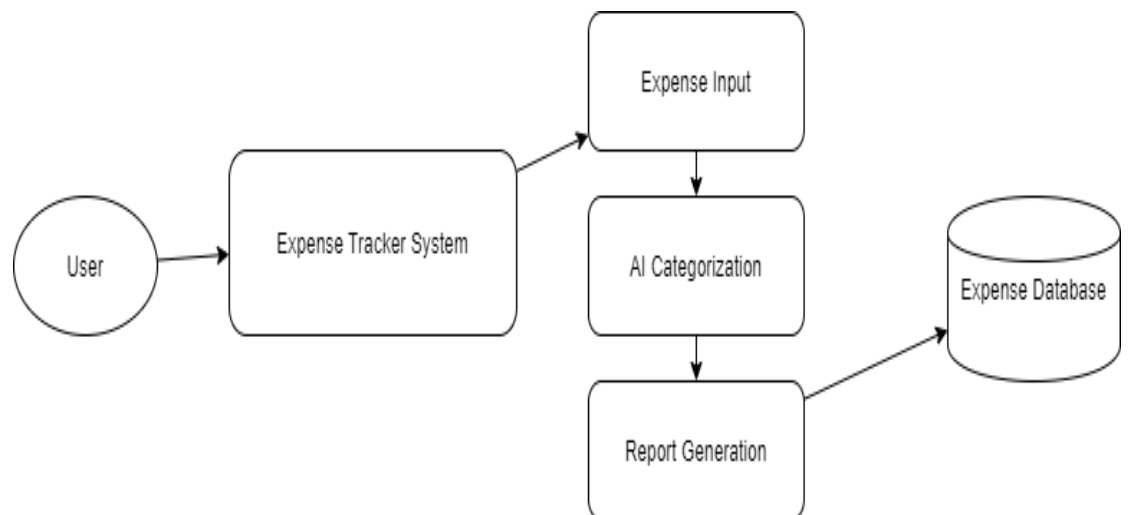 User
Expense Tracker System
Expense Input
AI Categorization
Report Generation
Expense Database